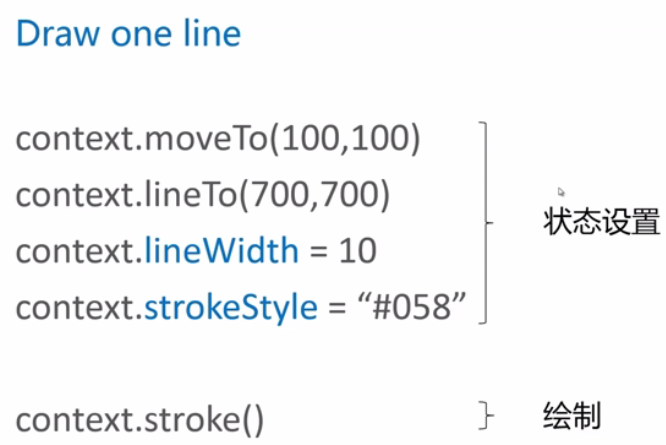 Draw one line
context.moveTo(100,100)
context.lineTo(700,700)
状态设置
context.lineWidth = 10
context.strokeStyle = “#058”
context.stroke()
绘制